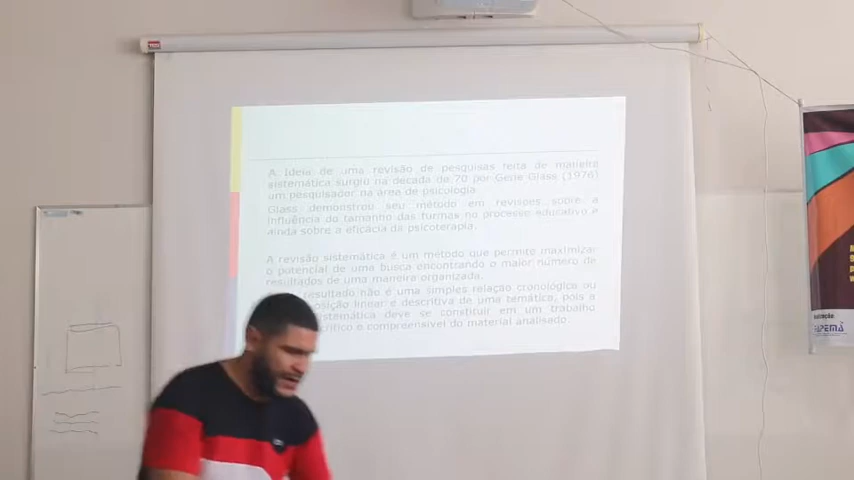 A ideia de uma revisão de pesquisas feita de maneira
sistemática surgiu na década de 70 por Gene Glass (1976)
um pesquisador na área de psicologia.
Glass demonstrou seu método em revisões sobre a
influência do tamanho das turmas no processo educativo e
ainda sobre a eficácia da psicoterapia.
A revisão sistemática é um método que permite maximizar
o potencial de uma busca encontrando o maior número de
resultados de uma maneira organizada.
resultado não é uma simples relação cronológica ou
linear e descritiva de uma temática, pois a
deve se construir em um trabalho
e compreensível do material analisado.
FAPEMA